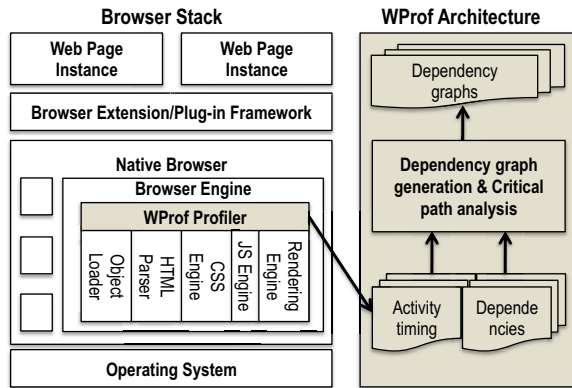 Browser Stack
WProf Architecture
Web Page
Instance
Web Page
Instance
Browser Extension/Plug-in Framework
Native Browser
Browser Engine
WProf Profiler
Object
Loader
HTML
Parser
CSS
Engine
JS Engine
Rendering
Engine
Operating System
Dependency
graphs
Dependency graph
generation & Critical
path analysis
Activity
timing
Depende
ncies